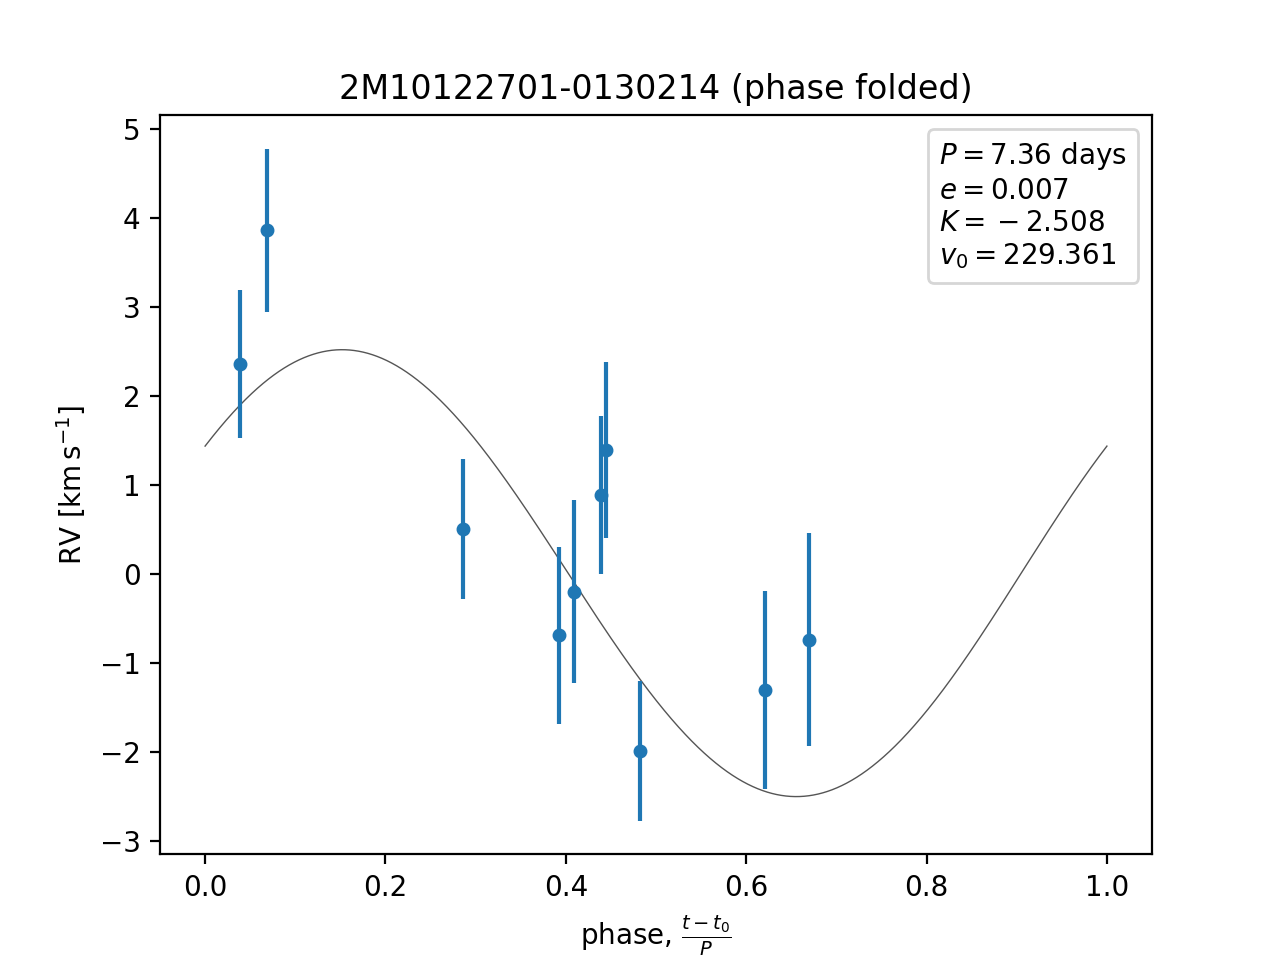 2M10122701-0130214 (phase folded)
P = 7.36 days
e = 0.007
K = −2.508
v₀ = 229.361
RV [km s⁻¹]
5
4
3
2
1
0
−1
−2
−3
0.0 0.2 0.4 0.6 0.8 1.0
phase, (t − t₀)/P